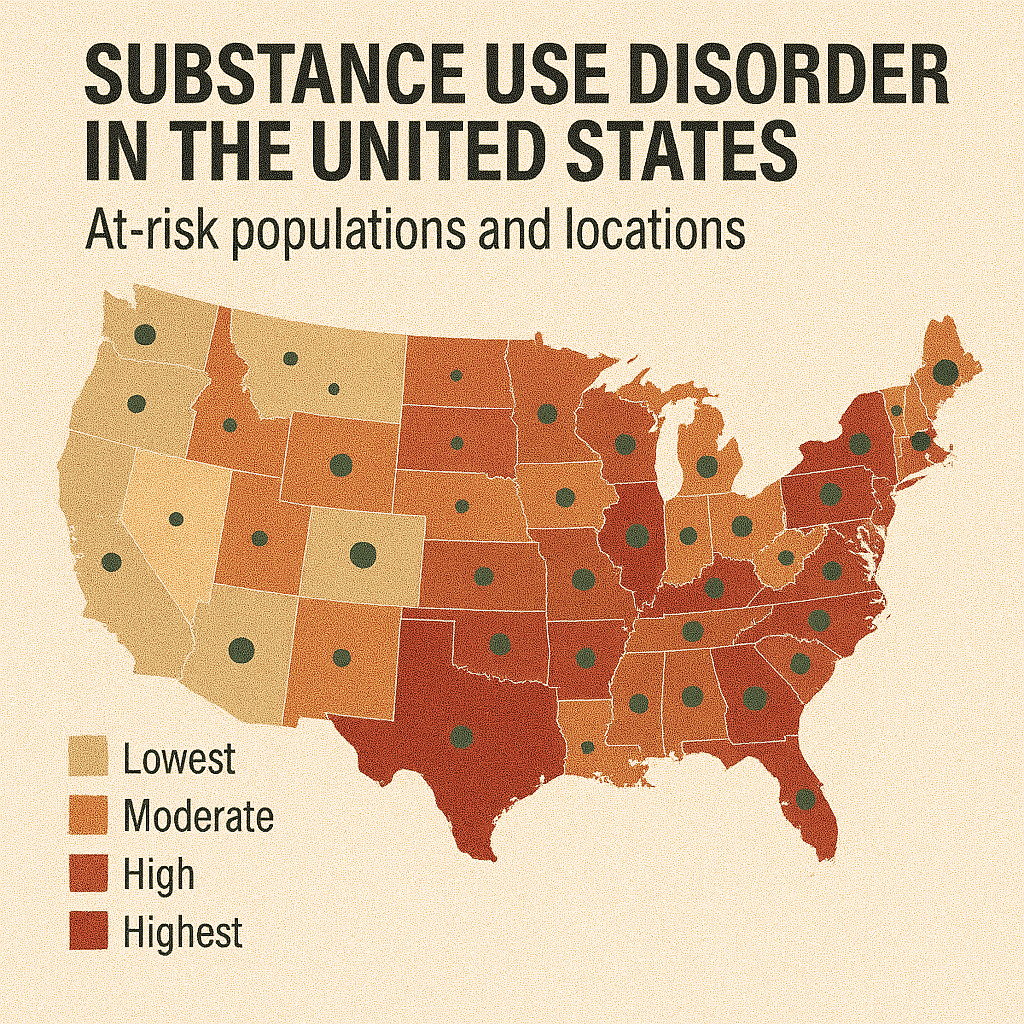 SUBSTANCE USE DISORDER
IN THE UNITED STATES
At-risk populations and locations
Lowest
Moderate
High
Highest